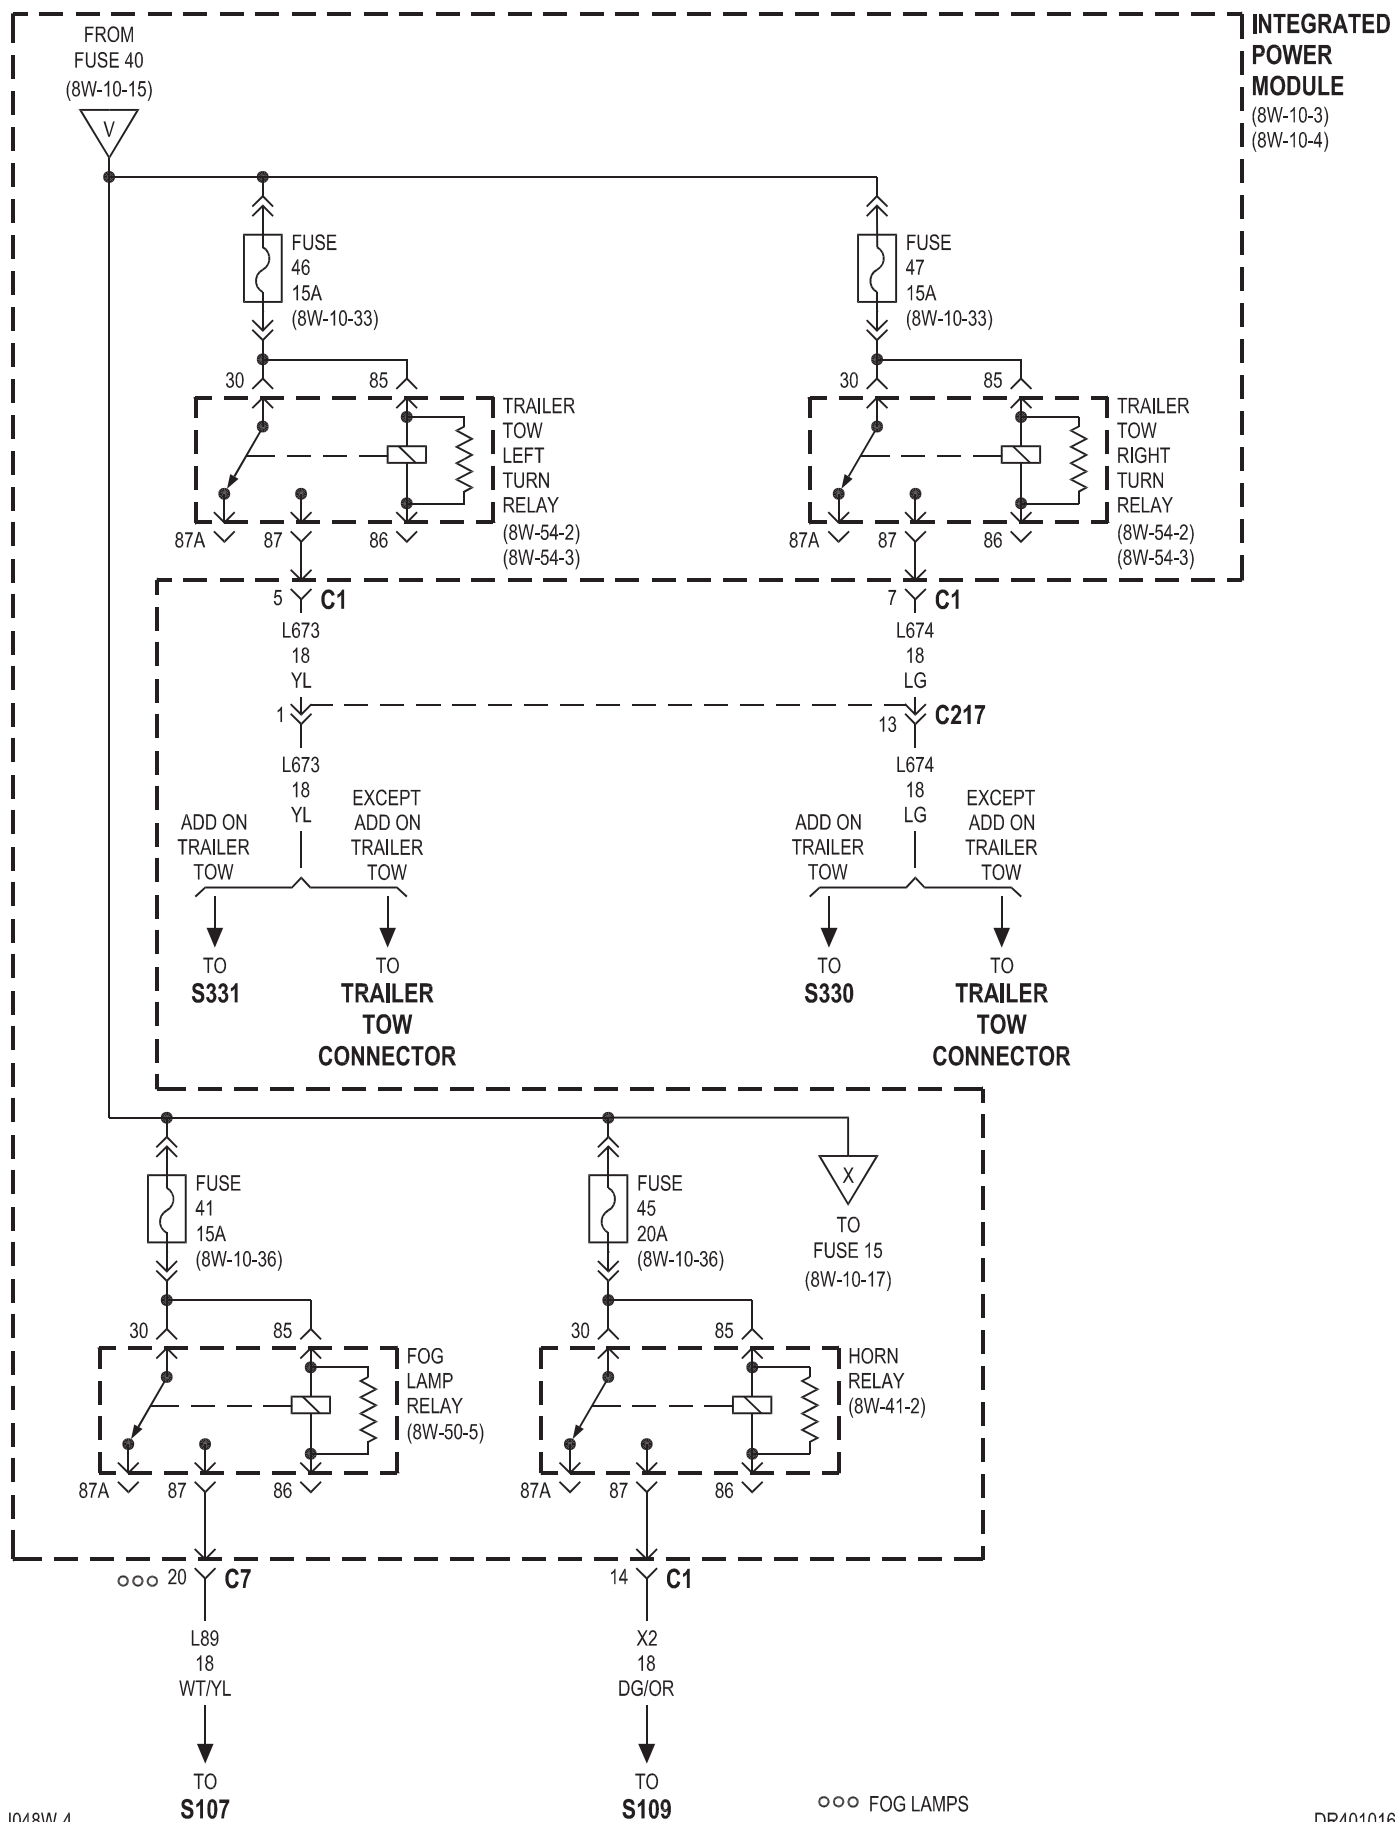 FROM
FUSE 40
(8W-10-15)
V
INTEGRATED
POWER
MODULE
(8W-10-3)
(8W-10-4)
FUSE
46
15A
(8W-10-33)
FUSE
47
15A
(8W-10-33)
30
85
TRAILER
TOW
LEFT
TURN
RELAY
(8W-54-2)
(8W-54-3)
87A
87
86
30
85
TRAILER
TOW
RIGHT
TURN
RELAY
(8W-54-2)
(8W-54-3)
87A
87
86
5
C1
L673
18
YL
1
L673
18
YL
7
C1
L674
18
LG
13
C217
L674
18
LG
ADD ON
TRAILER
TOW
EXCEPT
ADD ON
TRAILER
TOW
TO
S331
TO
TRAILER
TOW
CONNECTOR
ADD ON
TRAILER
TOW
EXCEPT
ADD ON
TRAILER
TOW
TO
S330
TO
TRAILER
TOW
CONNECTOR
FUSE
41
15A
(8W-10-36)
FUSE
45
20A
(8W-10-36)
X
TO
FUSE 15
(8W-10-17)
30
85
FOG
LAMP
RELAY
(8W-50-5)
87A
87
86
30
85
HORN
RELAY
(8W-41-2)
87A
87
86
20
C7
L89
18
WT/YL
TO
S107
14
C1
X2
18
DG/OR
TO
S109
FOG LAMPS
J048W-4
DR401016